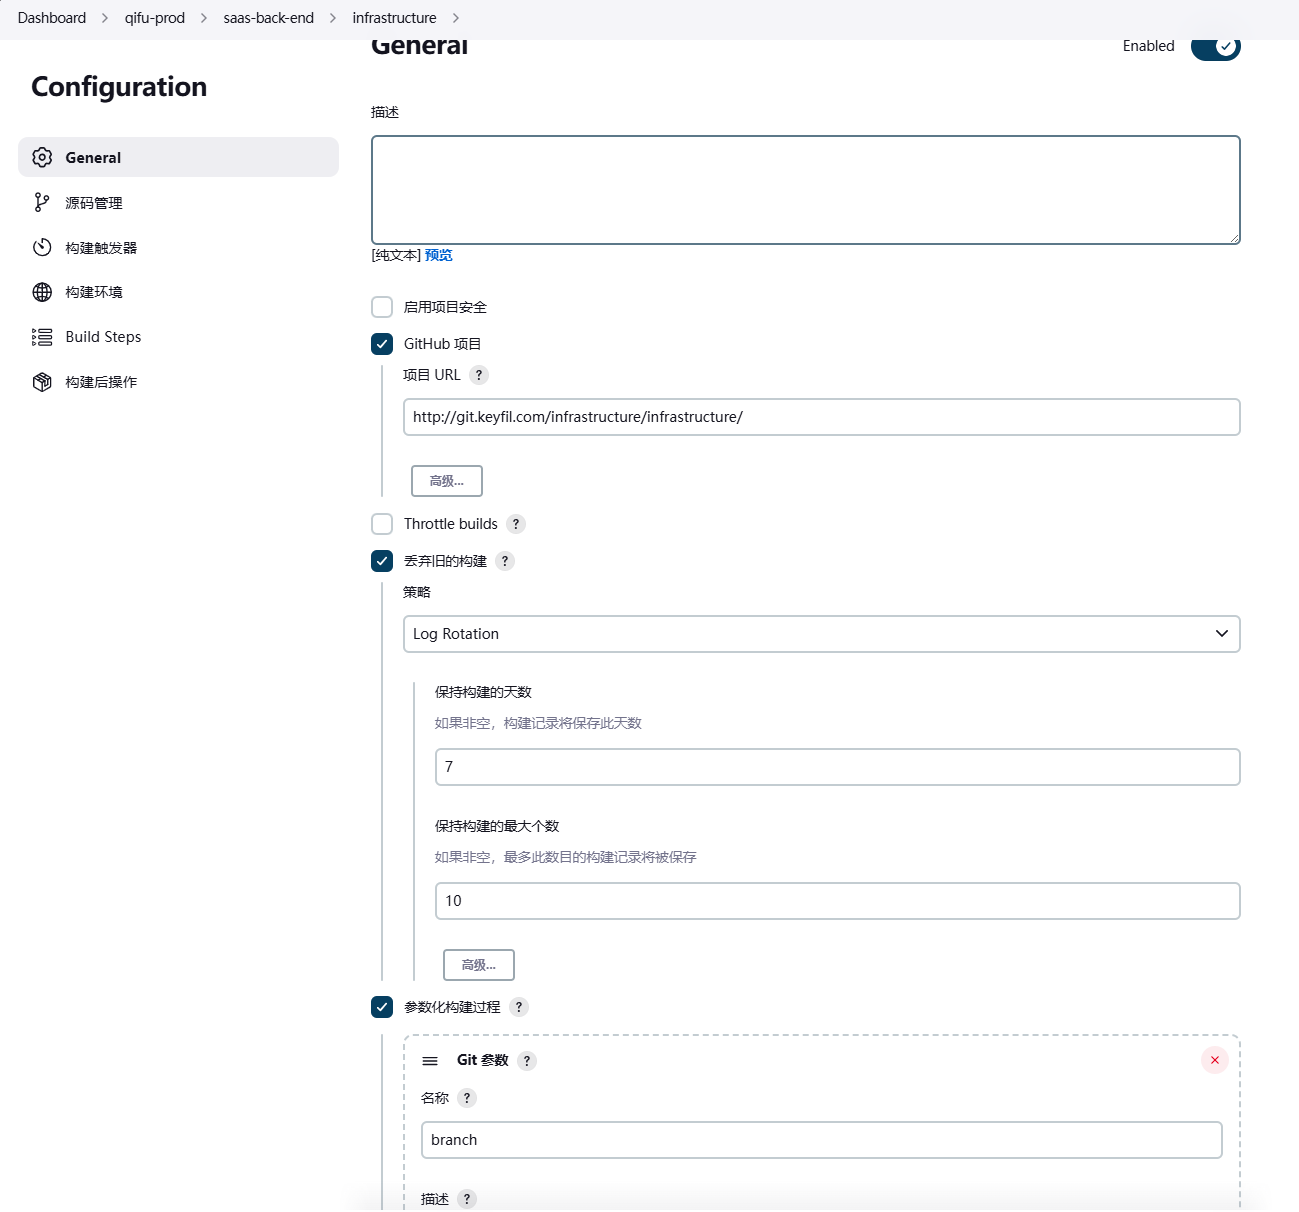 Dashboard > qifu-prod > saas-back-end > infrastructure >
General
Enabled
Configuration
General
源码管理
构建触发器
构建环境
Build Steps
构建后操作
描述
[纯文本] 预览
启用项目安全
GitHub 项目
项目 URL ?
http://git.keyfil.com/infrastructure/infrastructure/
高级...
Throttle builds ?
丢弃旧的构建 ?
策略
Log Rotation
保持构建的天数
如果非空，构建记录将保存此天数
7
保持构建的最大个数
如果非空，最多此数目的构建记录将被保存
10
高级...
参数化构建过程 ?
Git 参数 ?
名称 ?
branch
描述 ?